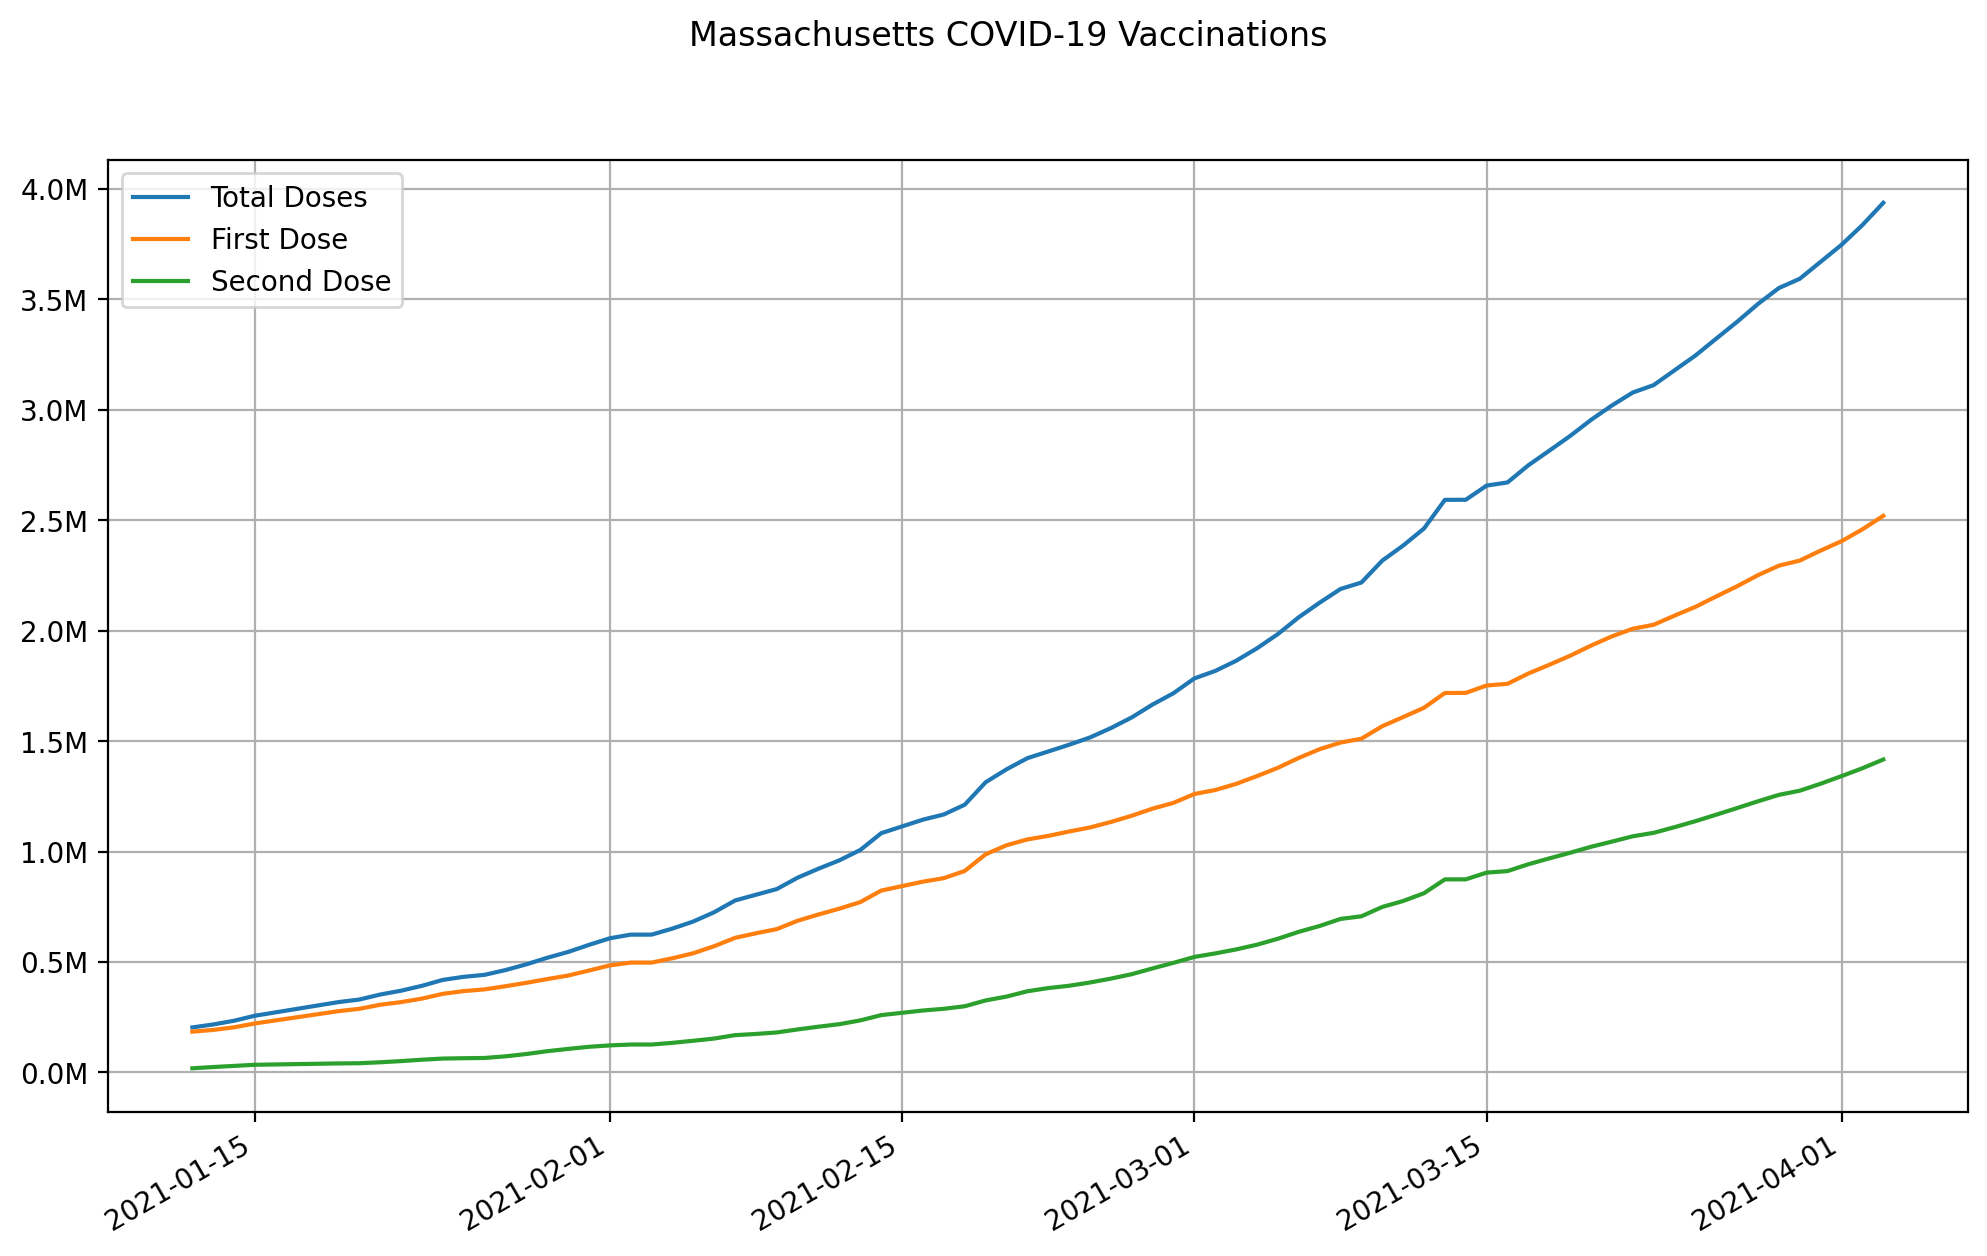 Massachusetts COVID-19 Vaccinations
Total Doses
First Dose
Second Dose
4.0M
3.5M
3.0M
2.5M
2.0M
1.5M
1.0M
0.5M
0.0M
2021-01-15
2021-02-01
2021-02-15
2021-03-01
2021-03-15
2021-04-01